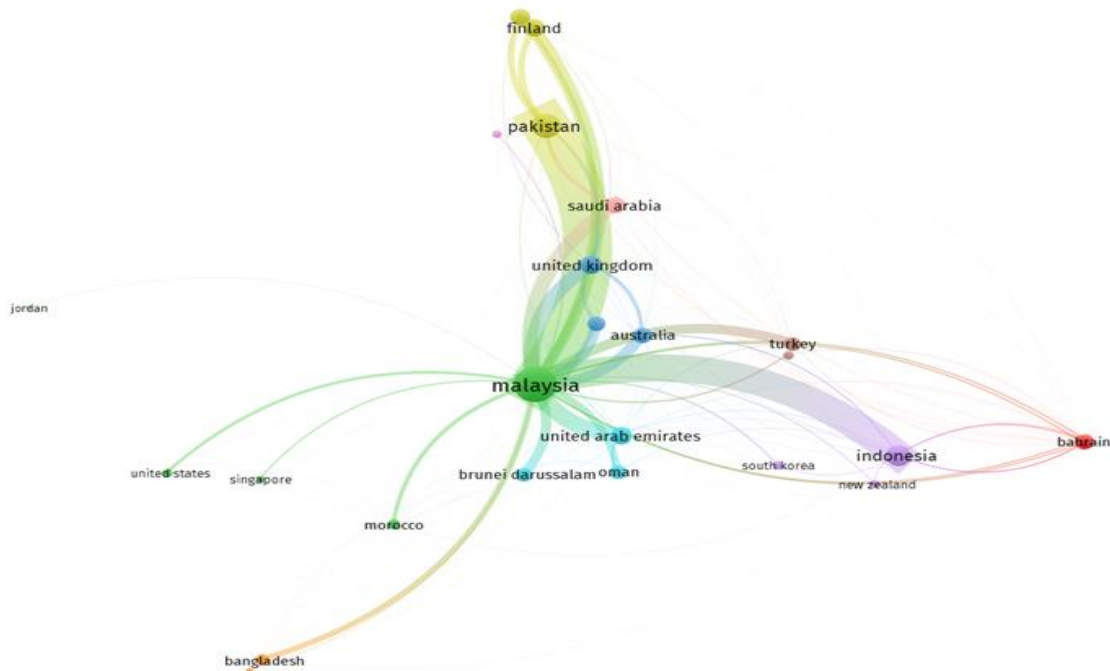 finland
pakistan
saudi arabia
united kingdom
jordan
australia
turkey
malaysia
united arab emirates
bahrain
indonesia
south korea
united states
singapore
brunei darussalam
oman
new zealand
morocco
bangladesh